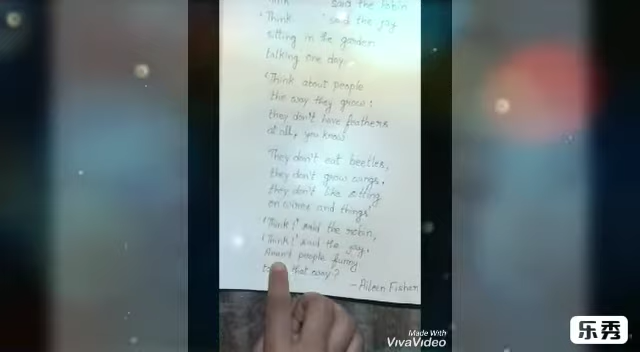 said the robin
'Think ' said the jay
sitting in the garden
talking one day.
'Think about people
the way they grow :
they don't have feathers
at all, you know
They don't eat beetles,
they don't grow wings,
they don't like sitting
on wires and things'
'Think !' said the robin,
'Think !' said the jay,
people funny
that way ?
- Aileen Fisher
Made With
VivaVideo
乐秀